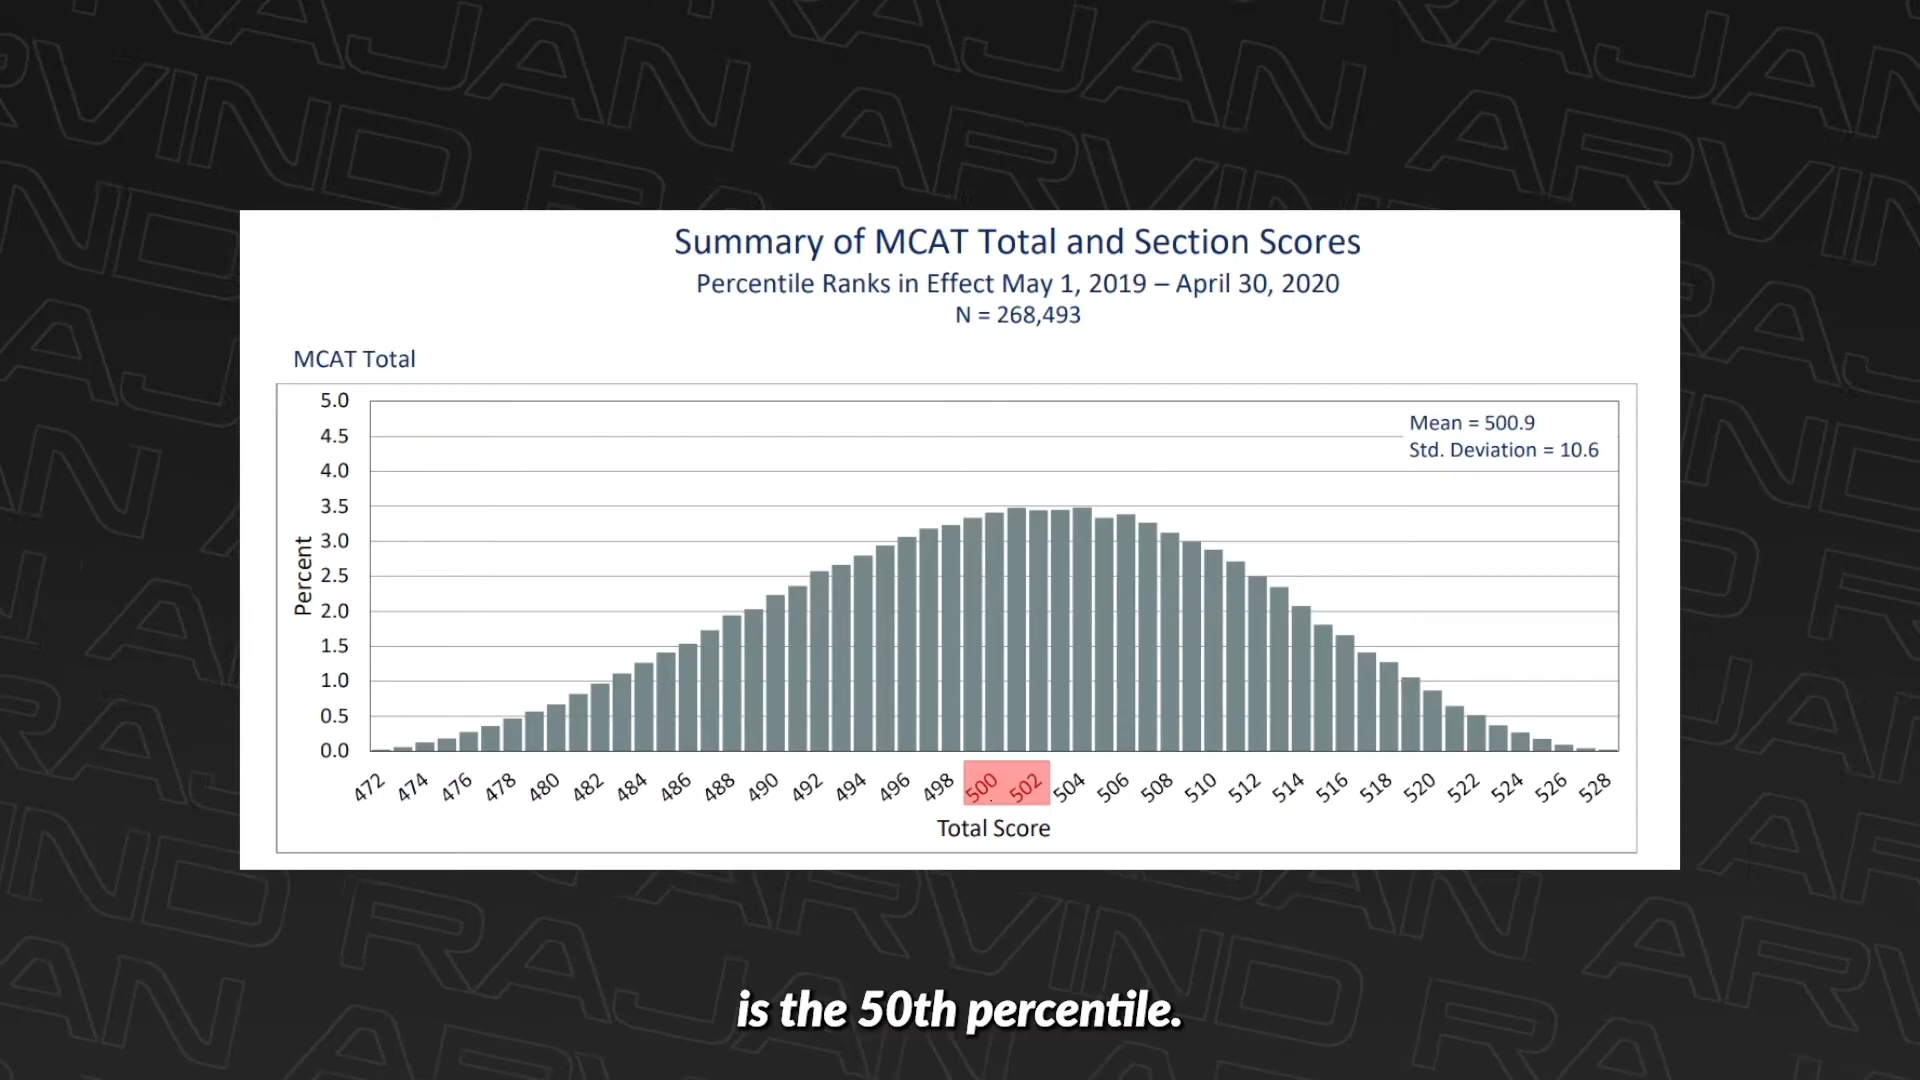 Summary of MCAT Total and Section Scores
Percentile Ranks in Effect May 1, 2019 – April 30, 2020
N = 268,493
MCAT Total
Mean = 500.9
Std. Deviation = 10.6
Percent
5.0
4.5
4.0
3.5
3.0
2.5
2.0
1.5
1.0
0.5
0.0
472 474 476 478 480 482 484 486 488 490 492 494 496 498 500 502 504 506 508 510 512 514 516 518 520 522 524 526 528
Total Score
is the 50th percentile.
ARVIND RAJAN